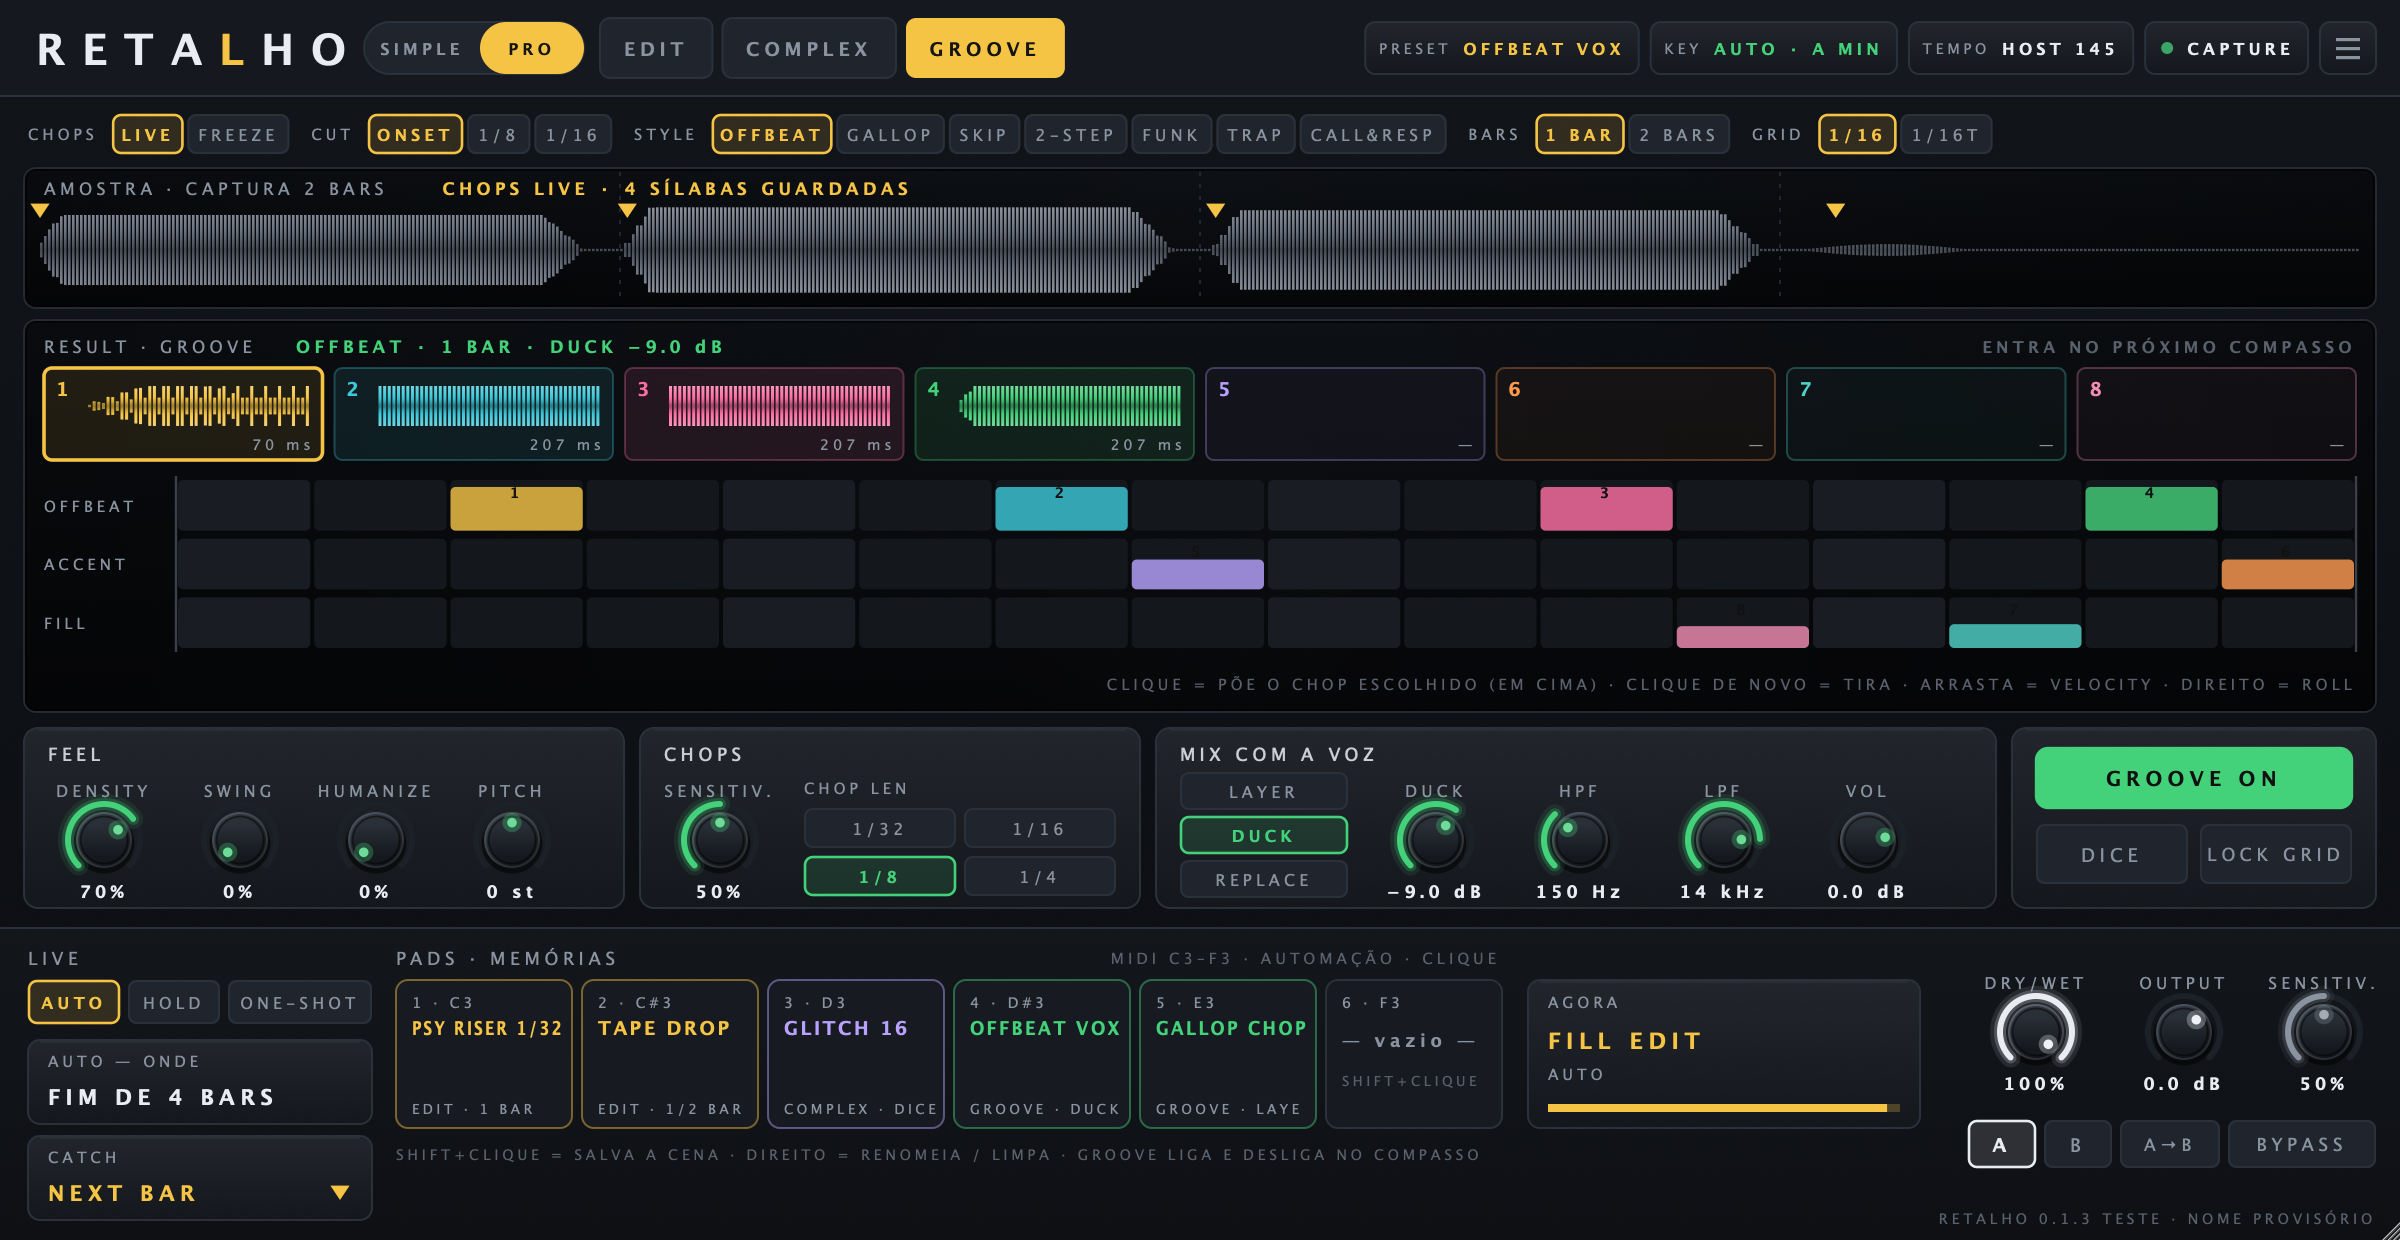 RETALHO SIMPLE PRO EDIT COMPLEX GROOVE PRESET OFFBEAT VOX KEY AUTO · A MIN TEMPO HOST 145 CAPTURE
CHOPS LIVE FREEZE CUT ONSET 1/8 1/16 STYLE OFFBEAT GALLOP SKIP 2-STEP FUNK TRAP CALL&RESP BARS 1 BAR 2 BARS GRID 1/16 1/16T
AMOSTRA · CAPTURA 2 BARS CHOPS LIVE · 4 SÍLABAS GUARDADAS
RESULT · GROOVE OFFBEAT · 1 BAR · DUCK −9.0 dB ENTRA NO PRÓXIMO COMPASSO
1 2 3 4 5 6 7 8
70 ms 207 ms 207 ms 207 ms — — — —
OFFBEAT 1 2 3 4
ACCENT 5 6
FILL 8 7
CLIQUE = PÕE O CHOP ESCOLHIDO (EM CIMA) · CLIQUE DE NOVO = TIRA · ARRASTA = VELOCITY · DIREITO = ROLL
FEEL
DENSITY SWING HUMANIZE PITCH
70% 0% 0% 0 st
CHOPS
SENSITIV. CHOP LEN
1/32 1/16
1/8 1/4
50%
MIX COM A VOZ
LAYER
DUCK
REPLACE
DUCK HPF LPF VOL
−9.0 dB 150 Hz 14 kHz 0.0 dB
GROOVE ON
DICE LOCK GRID
LIVE
AUTO HOLD ONE-SHOT
AUTO — ONDE
FIM DE 4 BARS
CATCH
NEXT BAR
PADS · MEMÓRIAS MIDI C3–F3 · AUTOMAÇÃO · CLIQUE
1 · C3
PSY RISER 1/32
EDIT · 1 BAR
2 · C#3
TAPE DROP
EDIT · 1/2 BAR
3 · D3
GLITCH 16
COMPLEX · DICE
4 · D#3
OFFBEAT VOX
GROOVE · DUCK
5 · E3
GALLOP CHOP
GROOVE · LAYE
6 · F3
— vazio —
SHIFT+CLIQUE
SHIFT+CLIQUE = SALVA A CENA · DIREITO = RENOMEIA / LIMPA · GROOVE LIGA E DESLIGA NO COMPASSO
AGORA
FILL EDIT
AUTO
DRY/WET OUTPUT SENSITIV.
100% 0.0 dB 50%
A B A→B BYPASS
RETALHO 0.1.3 TESTE · NOME PROVISÓRIO